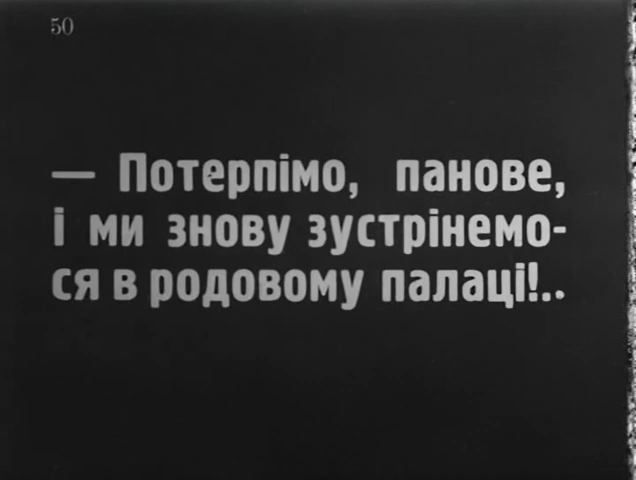 50
— Потерпімо, панове,
і ми знову зустрінемо-
ся в родовому палаці!..